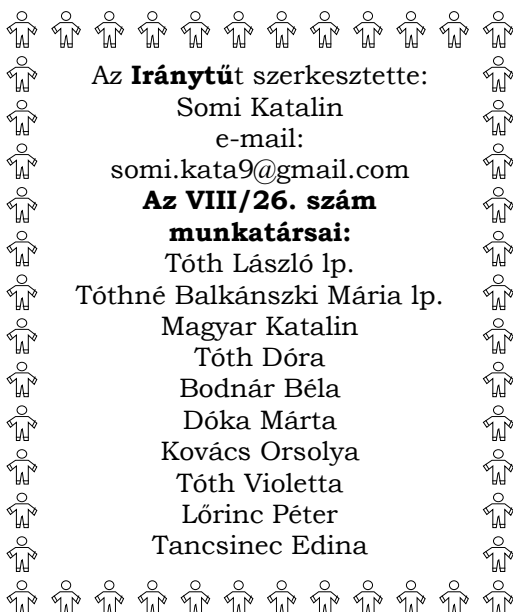 Az Iránytűt szerkesztette:
Somi Katalin
e-mail:
somi.kata9@gmail.com
Az VIII/26. szám
munkatársai:
Tóth László lp.
Tóthné Balkánszki Mária lp.
Magyar Katalin
Tóth Dóra
Bodnár Béla
Dóka Márta
Kovács Orsolya
Tóth Violetta
Lőrinc Péter
Tancsinec Edina